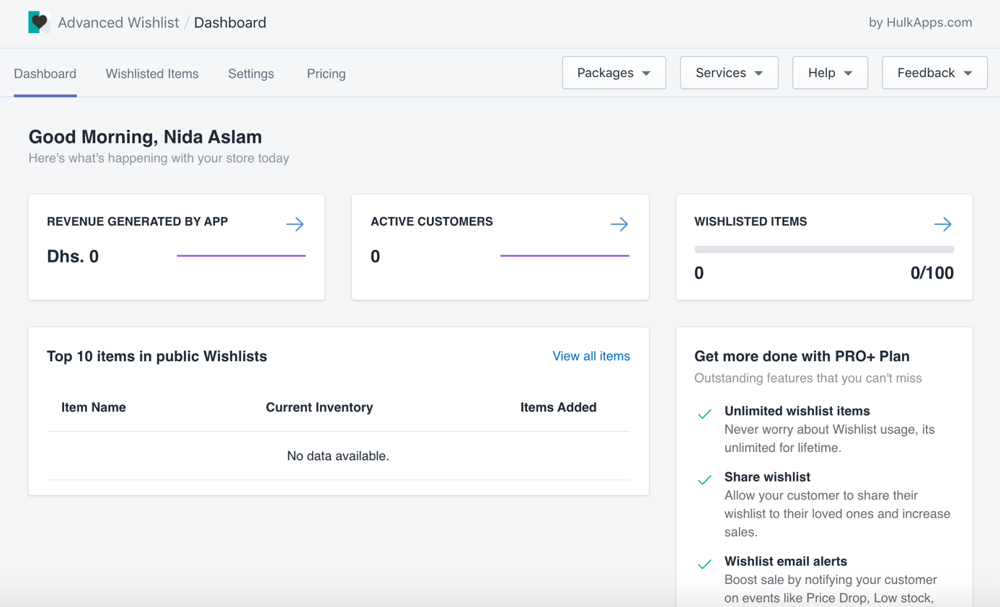 Advanced Wishlist / Dashboard
by HulkApps.com
Dashboard
Wishlisted Items
Settings
Pricing
Packages
Services
Help
Feedback
Good Morning, Nida Aslam
Here's what's happening with your store today
REVENUE GENERATED BY APP
Dhs. 0
ACTIVE CUSTOMERS
0
WISHLISTED ITEMS
0
0/100
Top 10 items in public Wishlists
View all items
Item Name
Current Inventory
Items Added
No data available.
Get more done with PRO+ Plan
Outstanding features that you can't miss
Unlimited wishlist items
Never worry about Wishlist usage, its
unlimited for lifetime.
Share wishlist
Allow your customer to share their
wishlist to their loved ones and increase
sales.
Wishlist email alerts
Boost sale by notifying your customer
on events like Price Drop, Low stock,